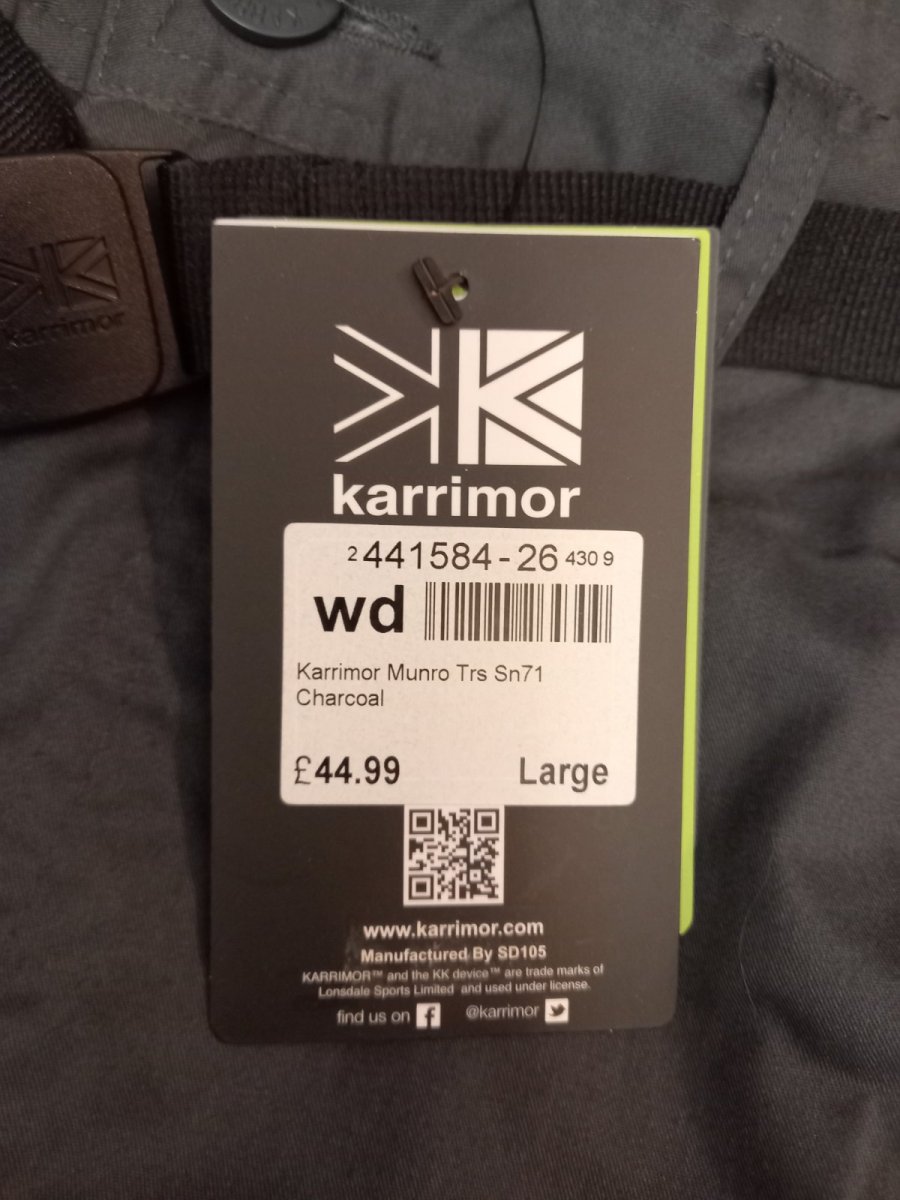 karrimor
karrimor
2 441584-26 430 9
wd
Karrimor Munro Trs Sn71
Charcoal
£44.99 Large
www.karrimor.com
Manufactured By SD105
KARRIMOR™ and the KK device™ are trade marks of
Lonsdale Sports Limited and used under license.
find us on f @karrimor